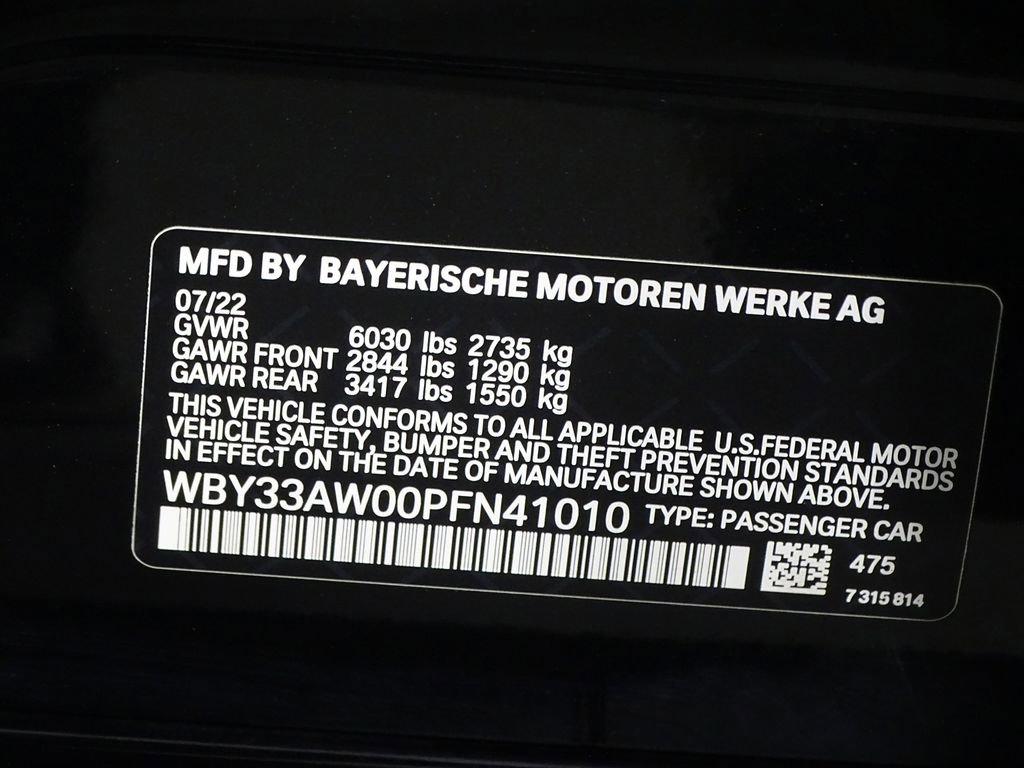 MFD BY BAYERISCHE MOTOREN WERKE AG
07/22
GVWR 6030 lbs 2735 kg
GAWR FRONT 2844 lbs 1290 kg
GAWR REAR 3417 lbs 1550 kg
THIS VEHICLE CONFORMS TO ALL APPLICABLE U.S.FEDERAL MOTOR
VEHICLE SAFETY, BUMPER AND THEFT PREVENTION STANDARDS
IN EFFECT ON THE DATE OF MANUFACTURE SHOWN ABOVE.
WBY33AW00PFN41010 TYPE: PASSENGER CAR
475
7 315 814